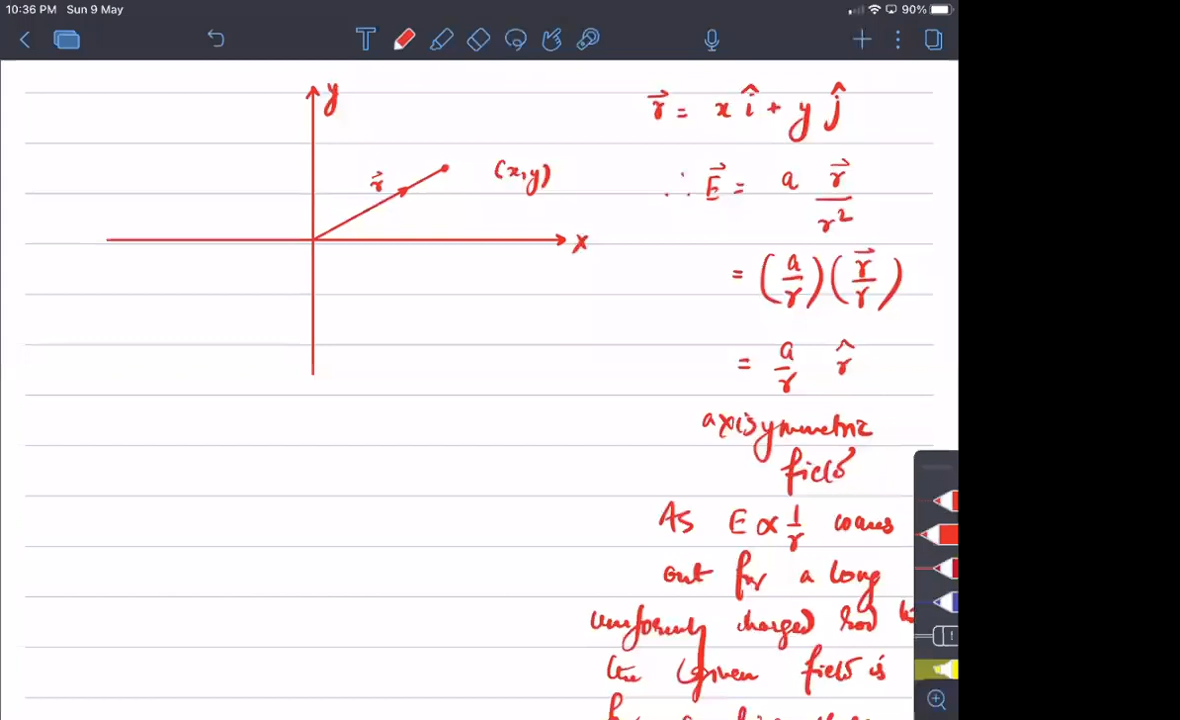 10:36 PM Sun 9 May
90%
y
r⃗
(x,y)
x
r⃗ = x î + y ĵ
∴ E⃗ = a r⃗/r²
= (a/r)(r⃗/r)
= a/r r̂
axisymmetric
field
As E ∝ 1/r comes
out for a long
uniformly charged rod
the given field is